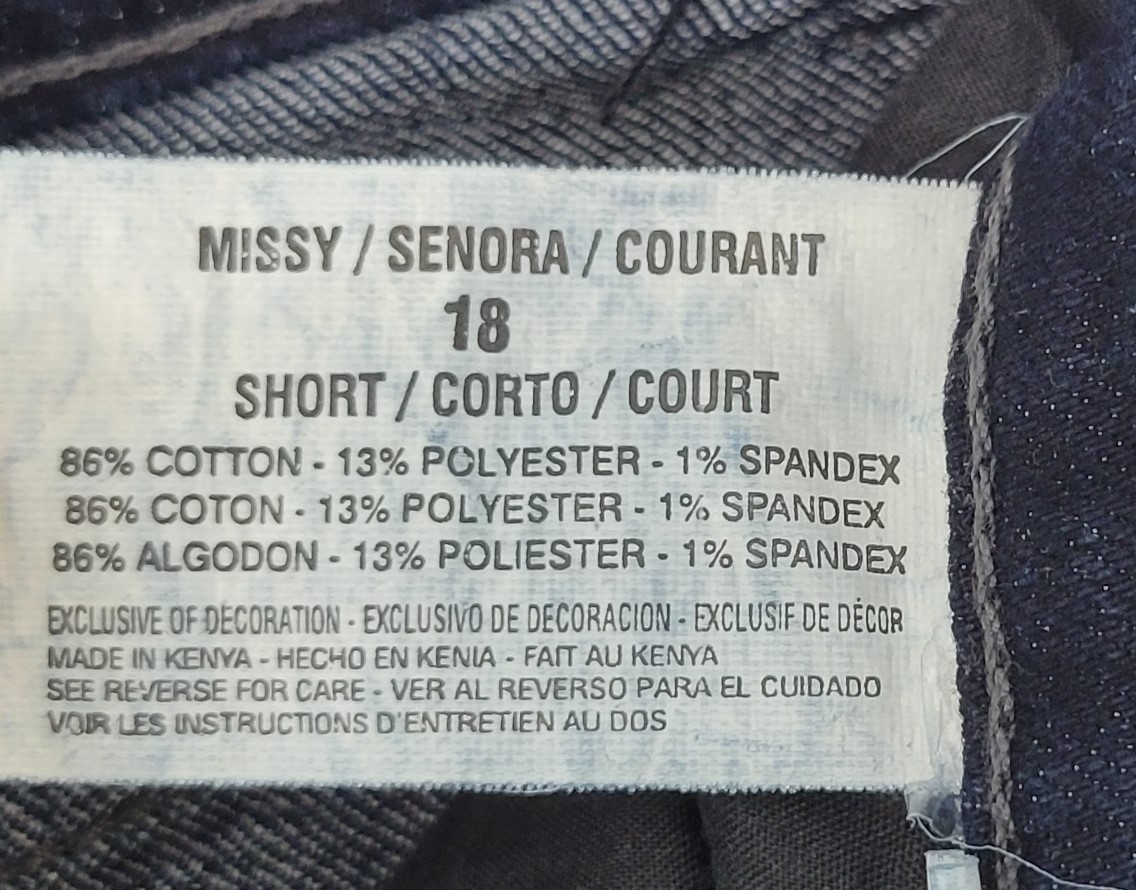 MISSY / SENORA / COURANT
18
SHORT / CORTO / COURT
86% COTTON - 13% POLYESTER - 1% SPANDEX
86% COTON - 13% POLYESTER - 1% SPANDEX
86% ALGODON - 13% POLIESTER - 1% SPANDEX
EXCLUSIVE OF DECORATION - EXCLUSIVO DE DECORACION - EXCLUSIF DE DÉCOR
MADE IN KENYA - HECHO EN KENIA - FAIT AU KENYA
SEE REVERSE FOR CARE - VER AL REVERSO PARA EL CUIDADO
VOIR LES INSTRUCTIONS D'ENTRETIEN AU DOS